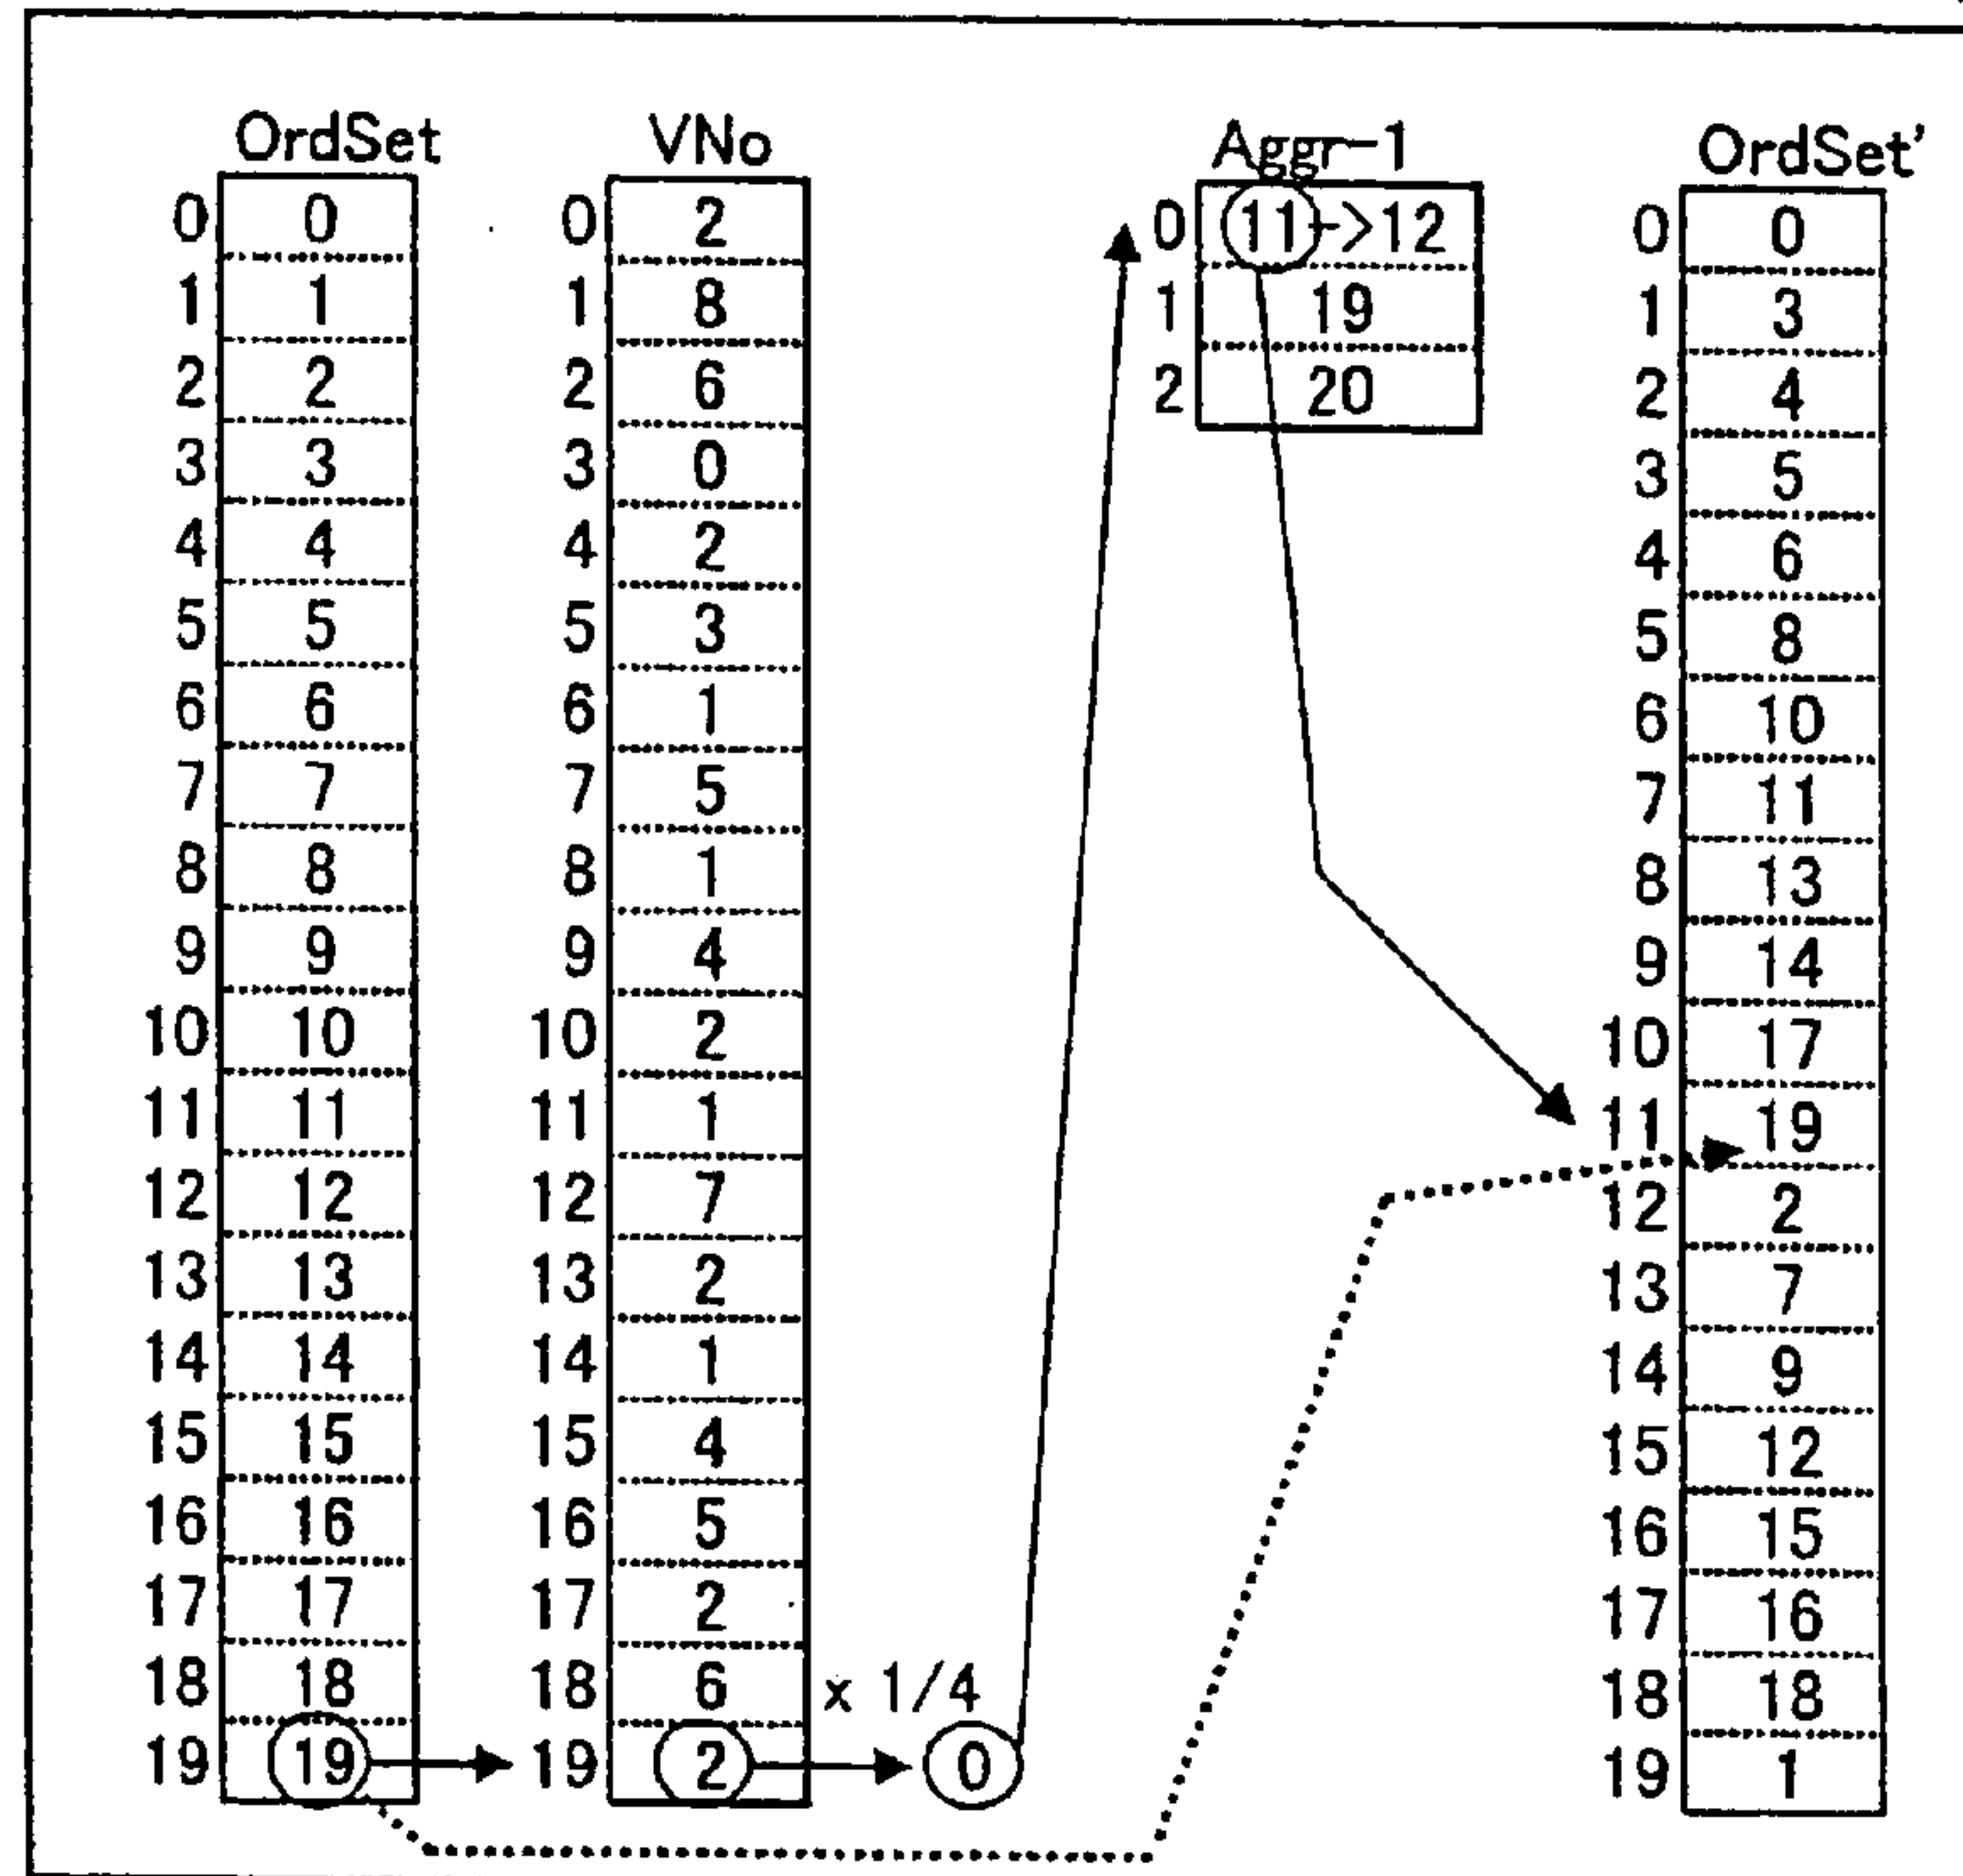 OrdSet VNo Aggr-1 OrdSet'
0 0 0 2 0 11->12 0 0
1 1 1 8 1 19 1 3
2 2 2 6 2 20 2 4
3 3 3 0 3 5
4 4 4 2 4 6
5 5 5 3 5 8
6 6 6 1 6 10
7 7 7 5 7 11
8 8 8 1 8 13
9 9 9 4 9 14
10 10 10 2 10 17
11 11 11 1 11 19
12 12 12 7 12 2
13 13 13 2 13 7
14 14 14 1 14 9
15 15 15 4 15 12
16 16 16 5 16 15
17 17 17 2 17 16
18 18 18 6 x 1/4 18 18
19 19 19 2 0 19 1